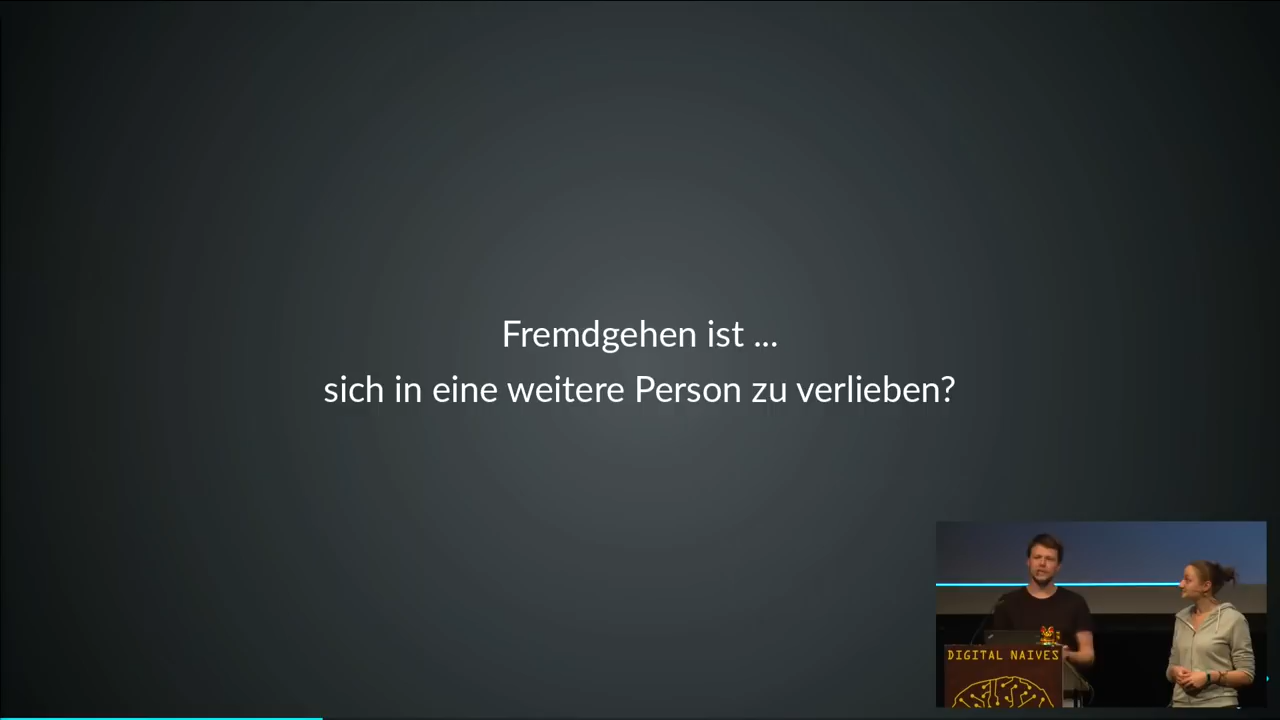 Fremdgehen ist ...
sich in eine weitere Person zu verlieben?
DIGITAL NAIVES